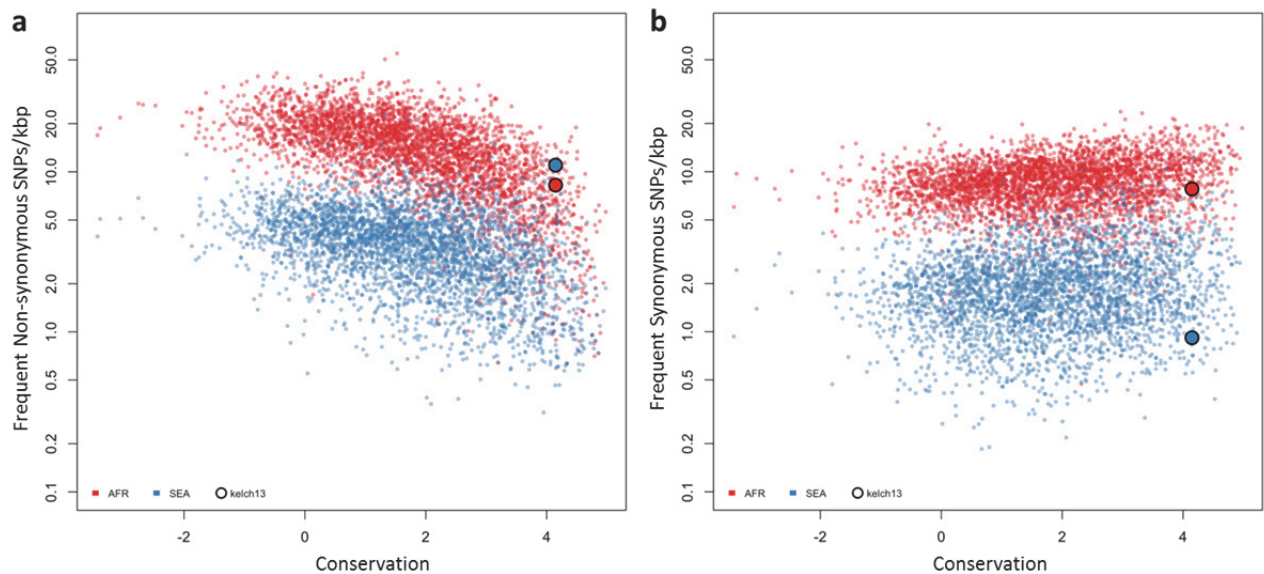 a
Frequent Non-synonymous SNPs/kbp
50.0
20.0
10.0
5.0
2.0
1.0
0.5
0.2
0.1
AFR SEA kelch13
-2 0 2 4
Conservation
b
Frequent Synonymous SNPs/kbp
50.0
20.0
10.0
5.0
2.0
1.0
0.5
0.2
0.1
AFR SEA kelch13
-2 0 2 4
Conservation